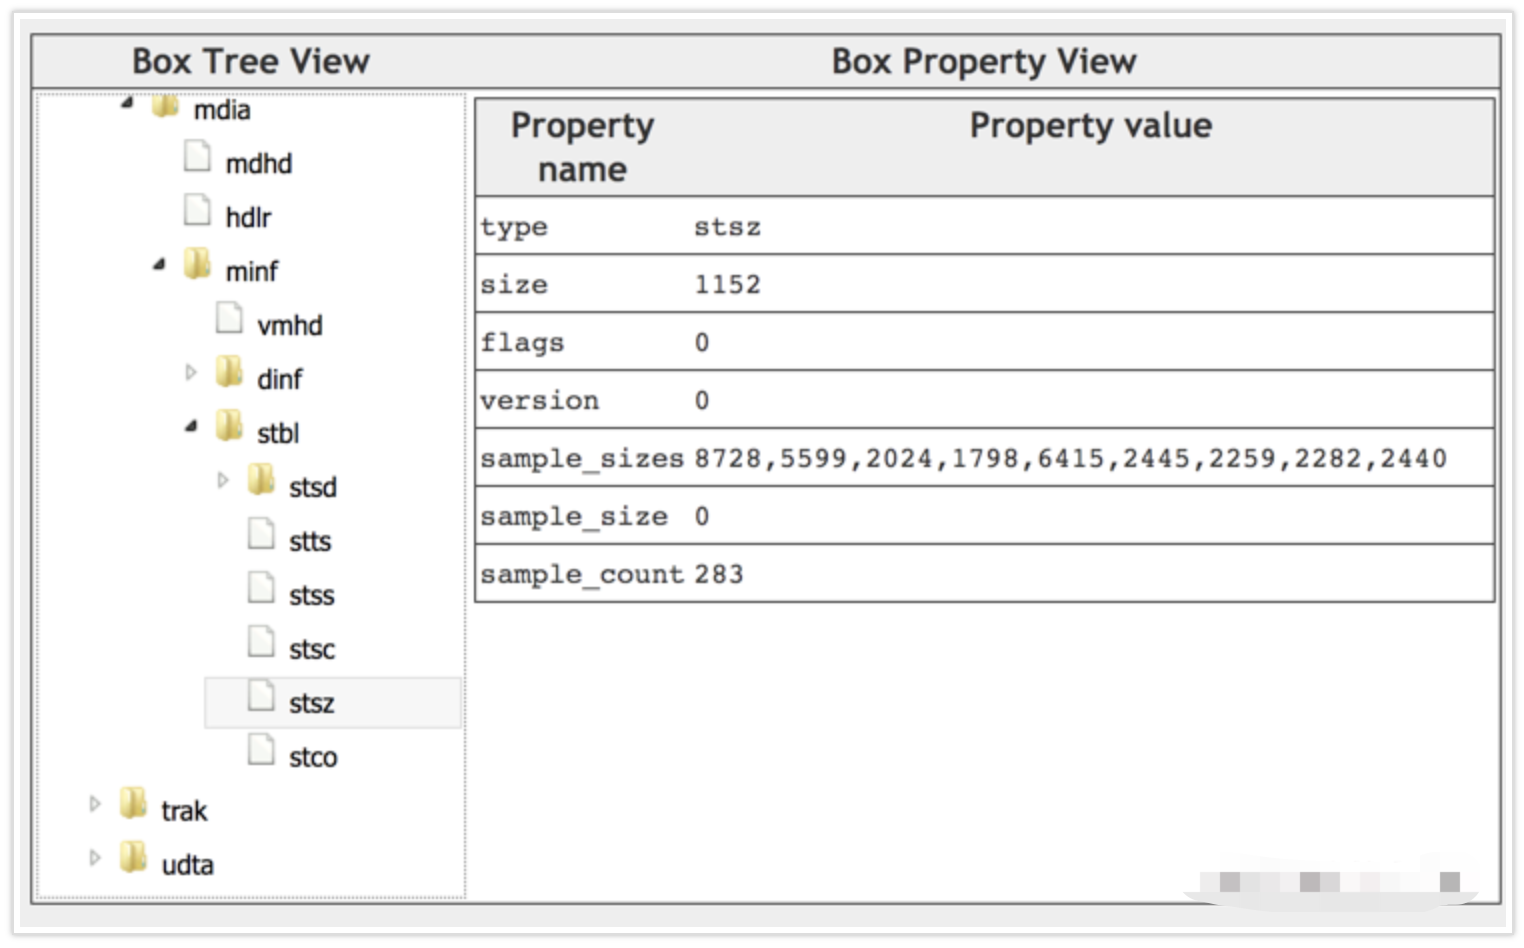 Box Tree View
Box Property View
mdia
mdhd
hdlr
minf
vmhd
dinf
stbl
stsd
stts
stss
stsc
stsz
stco
trak
udta
Property name
Property value
type stsz
size 1152
flags 0
version 0
sample_sizes 8728,5599,2024,1798,6415,2445,2259,2282,2440
sample_size 0
sample_count 283